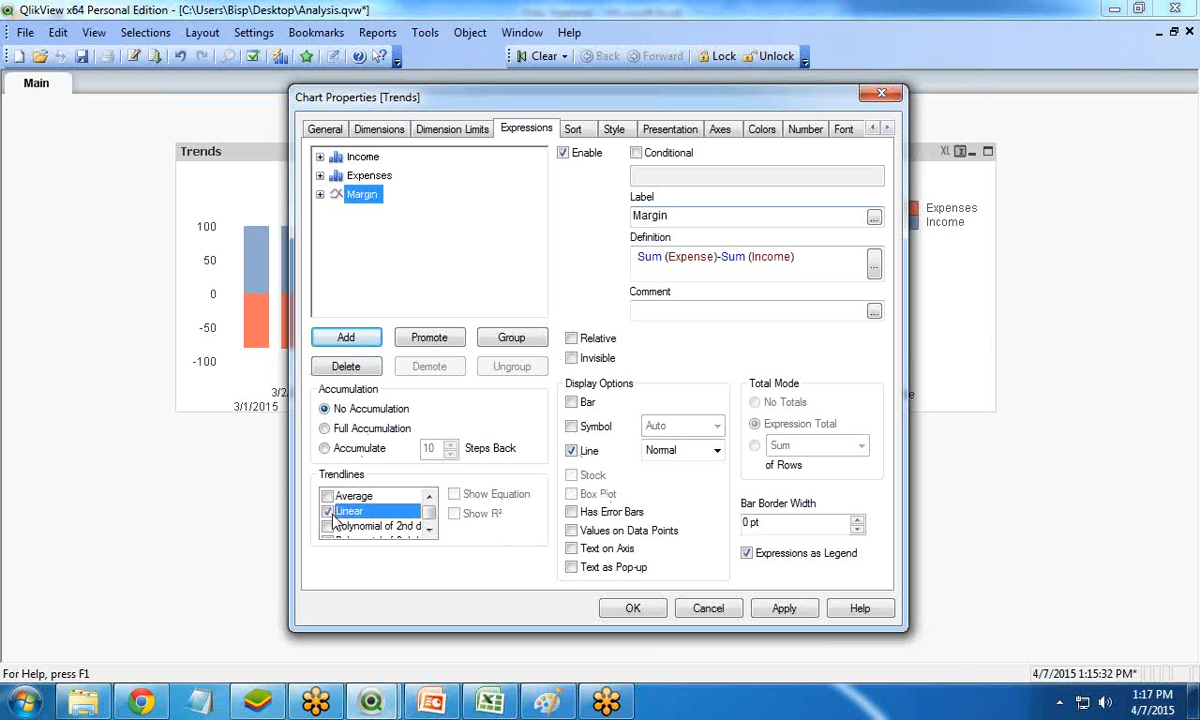 QlikView x64 Personal Edition - [C:\Users\Bisp\Desktop\Analysis.qvw*]
File Edit View Selections Layout Settings Bookmarks Reports Tools Object Window Help
Clear Back Forward Lock Unlock
Main
Trends
XL
Expenses
Income
100
50
0
-50
-100
3/1/2015
Chart Properties [Trends]
General Dimensions Dimension Limits Expressions Sort Style Presentation Axes Colors Number Font
Income
Expenses
Margin
Enable
Conditional
Label
Margin
Definition
Sum (Expense)-Sum (Income)
Comment
Add Promote Group
Delete Demote Ungroup
Relative
Invisible
Accumulation
No Accumulation
Full Accumulation
Accumulate 10 Steps Back
Trendlines
Average
Linear
Polynomial of 2nd d
Show Equation
Show R²
Display Options
Bar
Symbol Auto
Line Normal
Stock
Box Plot
Has Error Bars
Values on Data Points
Text on Axis
Text as Pop-up
Total Mode
No Totals
Expression Total
Sum
of Rows
Bar Border Width
0 pt
Expressions as Legend
OK Cancel Apply Help
For Help, press F1
4/7/2015 1:15:32 PM*
1:17 PM
4/7/2015